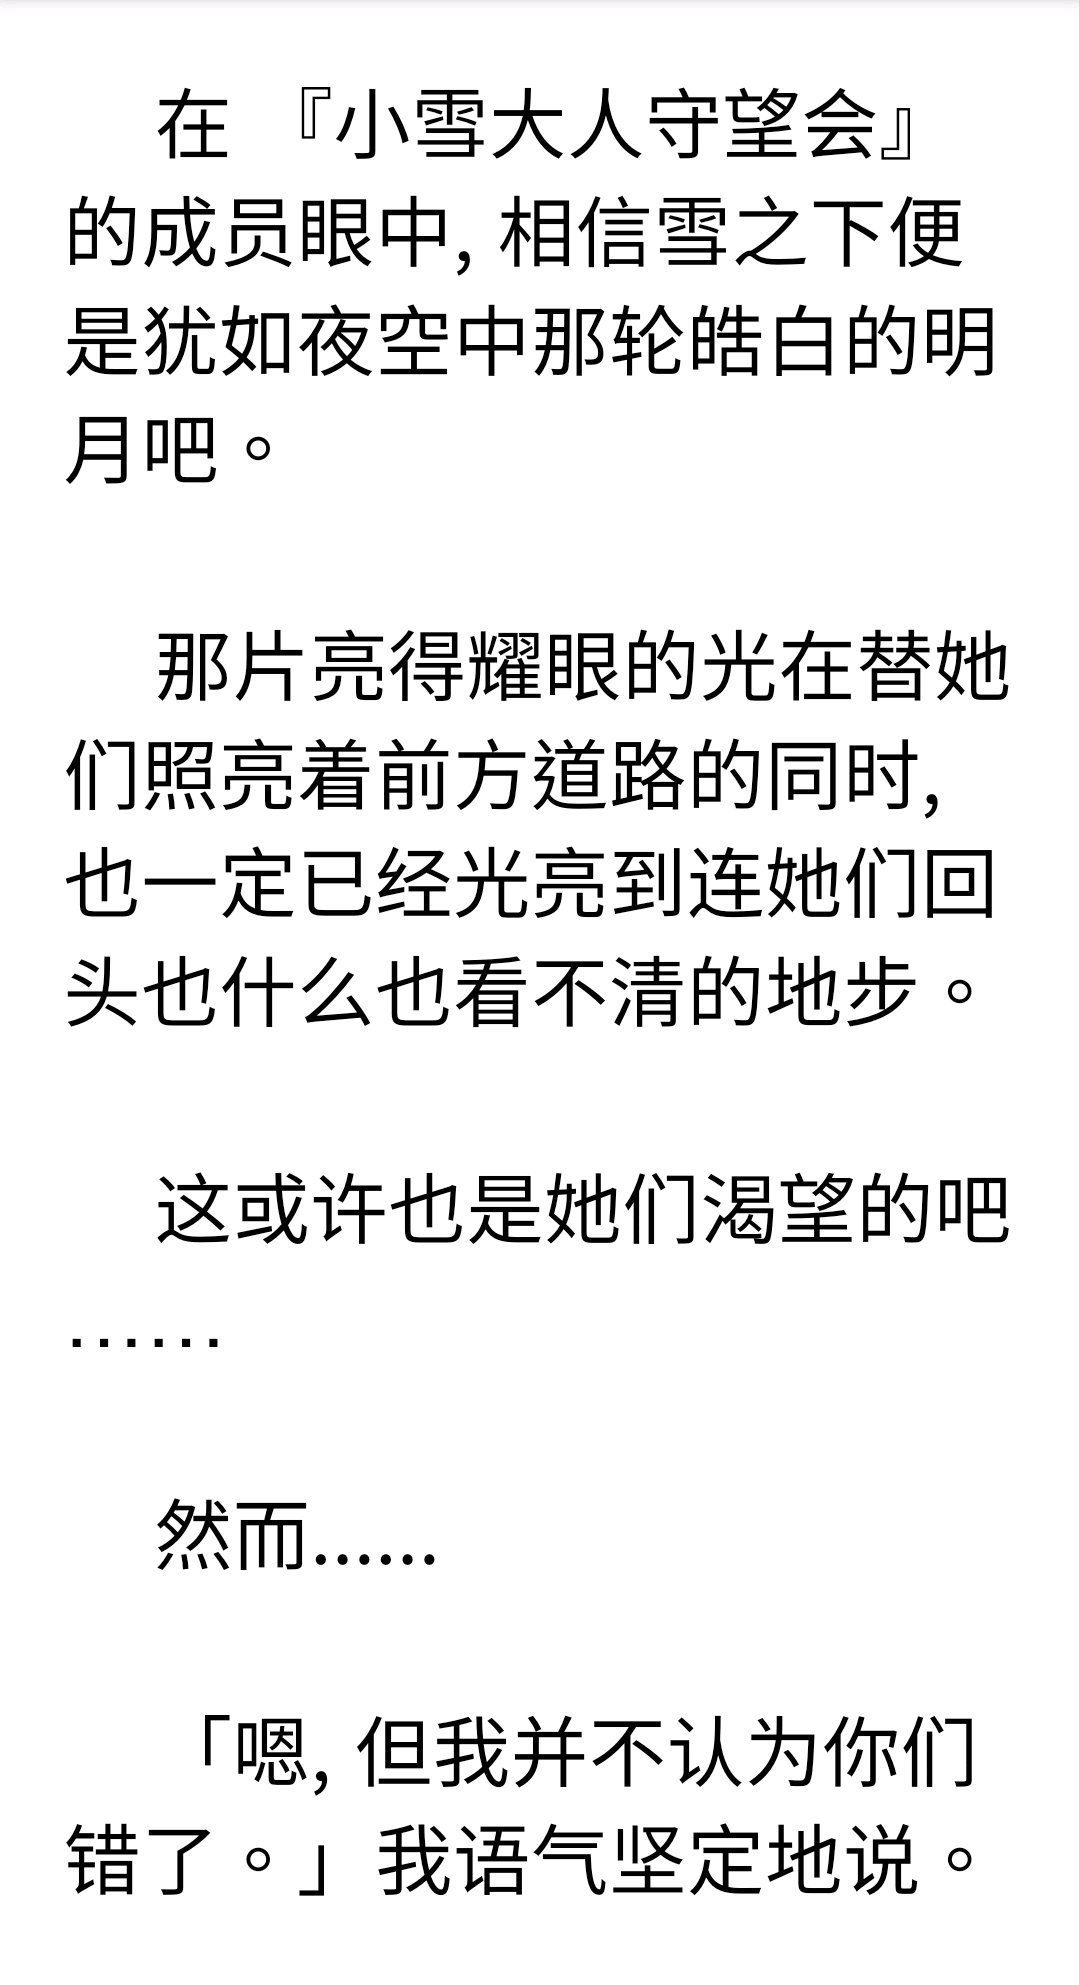 在 『小雪大人守望会』
的成员眼中, 相信雪之下便
是犹如夜空中那轮皓白的明
月吧。
那片亮得耀眼的光在替她
们照亮着前方道路的同时,
也一定已经光亮到连她们回
头也什么也看不清的地步。
这或许也是她们渴望的吧
……
然而......
「嗯, 但我并不认为你们
错了。」我语气坚定地说。